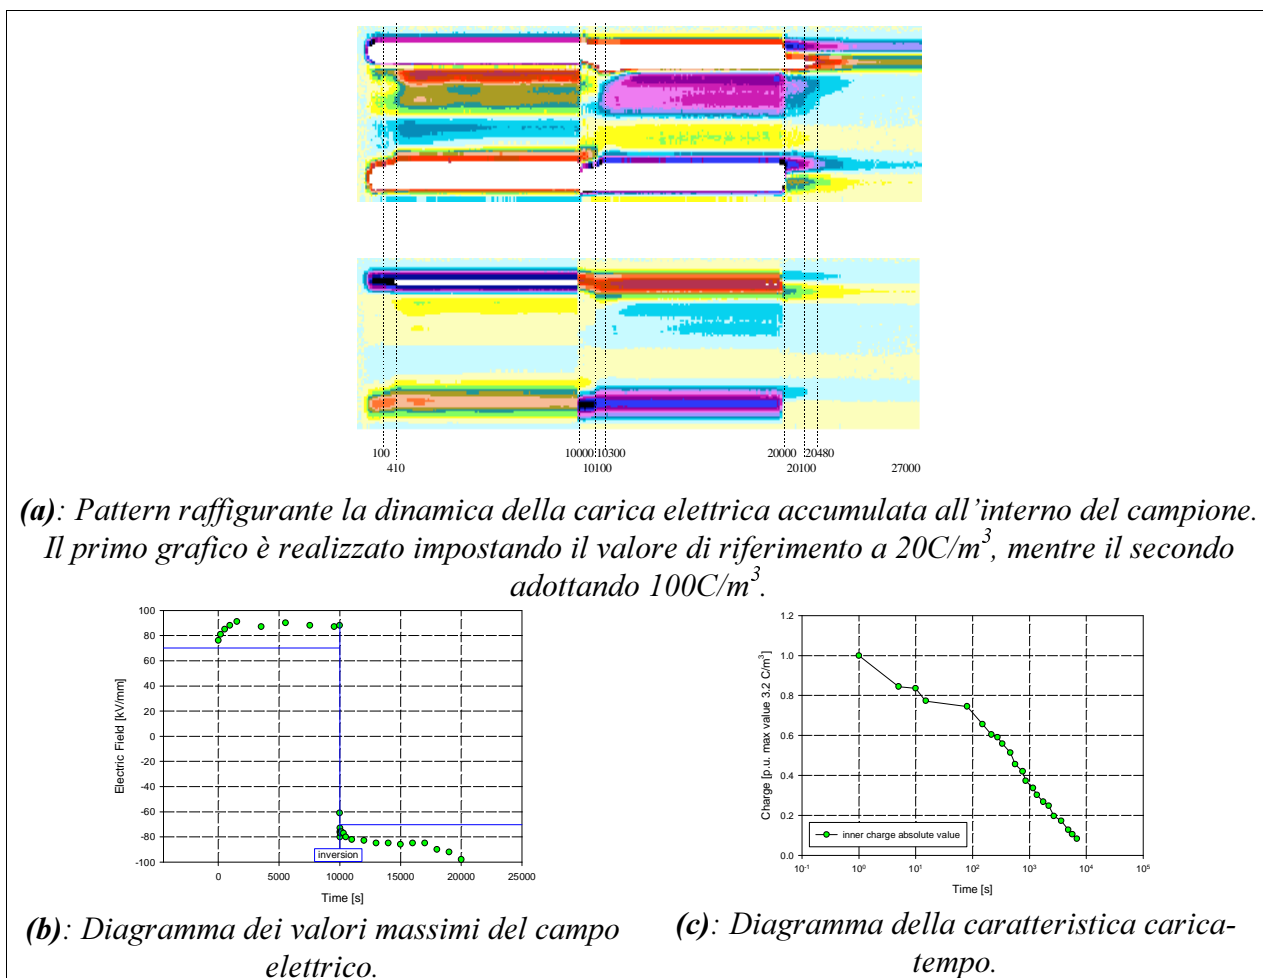 100 10000 10300 20000 20480
410 10100 20100 27000
(a): Pattern raffigurante la dinamica della carica elettrica accumulata all’interno del campione.
Il primo grafico è realizzato impostando il valore di riferimento a 20C/m³, mentre il secondo
adottando 100C/m³.
Electric Field [kV/mm]
100
80
60
40
20
0
-20
-40
-60
-80
-100
inversion
0 5000 10000 15000 20000 25000
Time [s]
(b): Diagramma dei valori massimi del campo
elettrico.
Charge [p.u. max value 3.2 C/m³]
1.2
1.0
0.8
0.6
0.4
0.2
0.0
inner charge absolute value
10⁻¹ 10⁰ 10¹ 10² 10³ 10⁴ 10⁵
Time [s]
(c): Diagramma della caratteristica carica-
tempo.